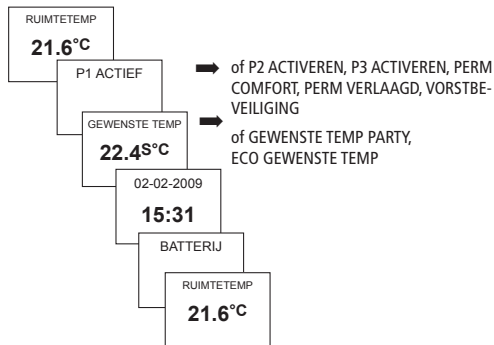 RUIMTETEMP
21.6°C
P1 ACTIEF
of P2 ACTIVEREN, P3 ACTIVEREN, PERM
COMFORT, PERM VERLAAGD, VORSTBE-
VEILIGING
GEWENSTE TEMP
22.4S°C
of GEWENSTE TEMP PARTY,
ECO GEWENSTE TEMP
02-02-2009
15:31
BATTERIJ
RUIMTETEMP
21.6°C